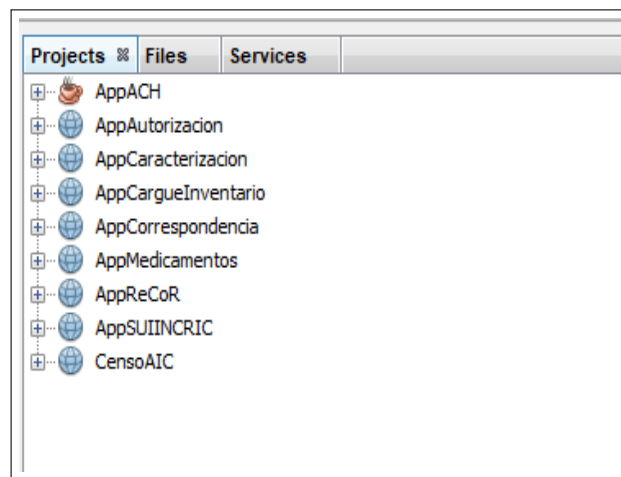 Projects Files Services
AppACH
AppAutorizacion
AppCaracterizacion
AppCargueInventario
AppCorrespondencia
AppMedicamentos
AppReCoR
AppSUIINCRIC
CensoAIC